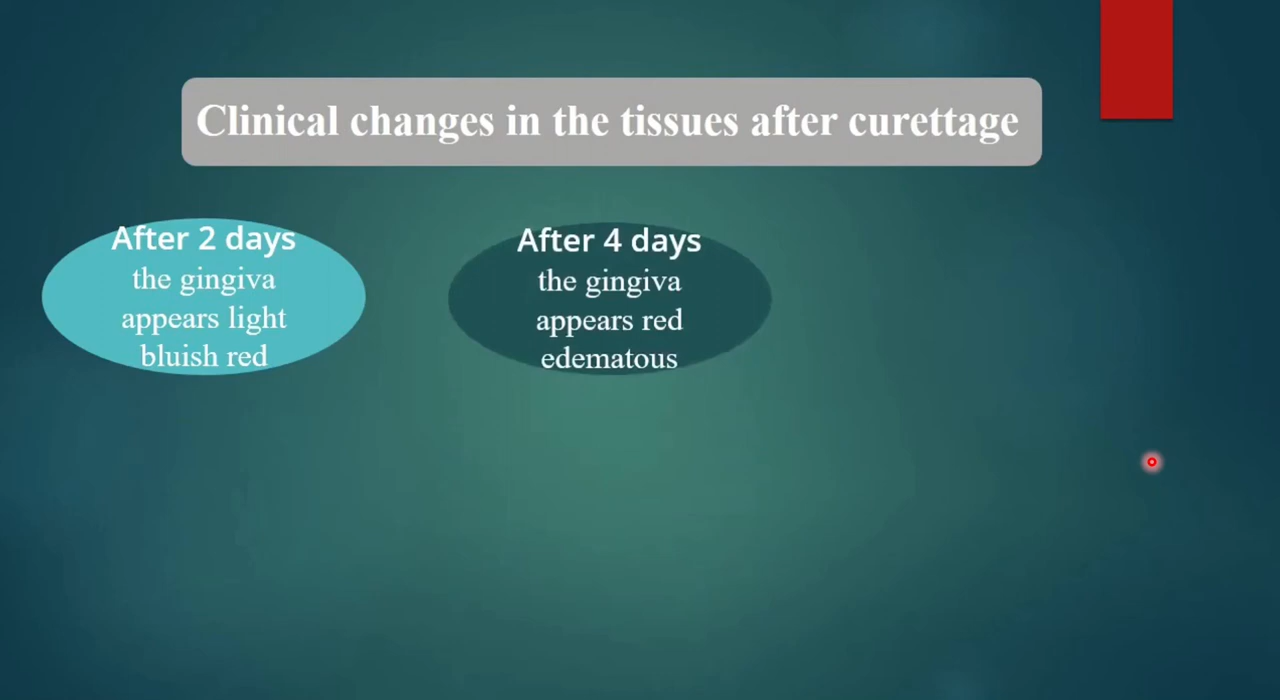 Clinical changes in the tissues after curettage
After 2 days
the gingiva
appears light
bluish red
After 4 days
the gingiva
appears red
edematous